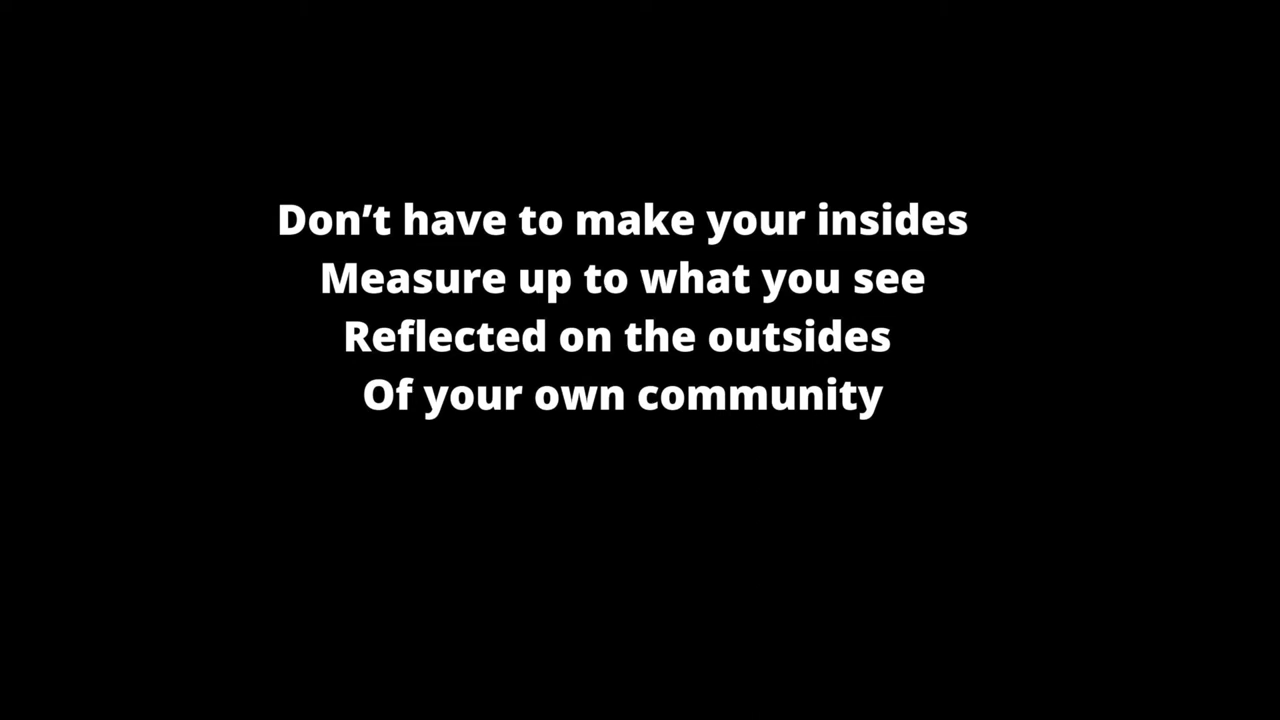 Don’t have to make your insides
Measure up to what you see
Reflected on the outsides
Of your own community